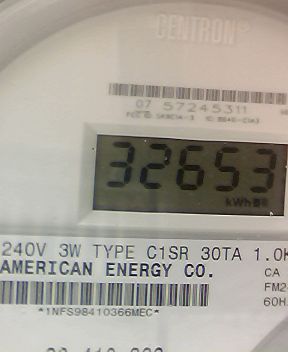 CENTRON®
07 57245311
32653
kWh
240V 3W TYPE C1SR 30TA 1.0K
AMERICAN ENERGY CO.
CA
FM2
60H
*1NFS98410366MEC*